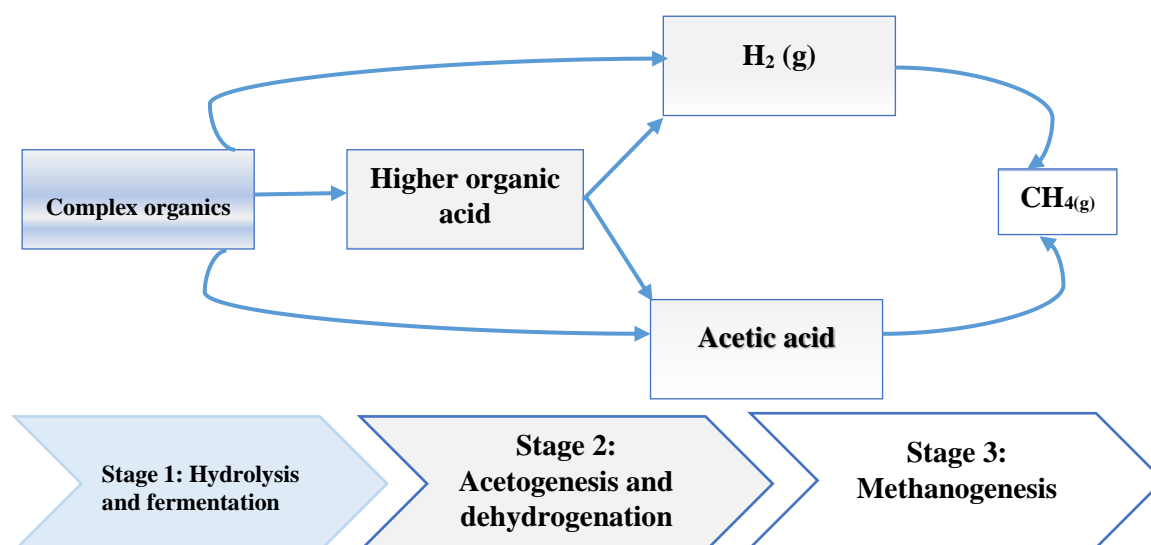 H₂ (g)
Complex organics
Higher organic
acid
CH₄(g)
Acetic acid
Stage 1: Hydrolysis
and fermentation
Stage 2:
Acetogenesis and
dehydrogenation
Stage 3:
Methanogenesis